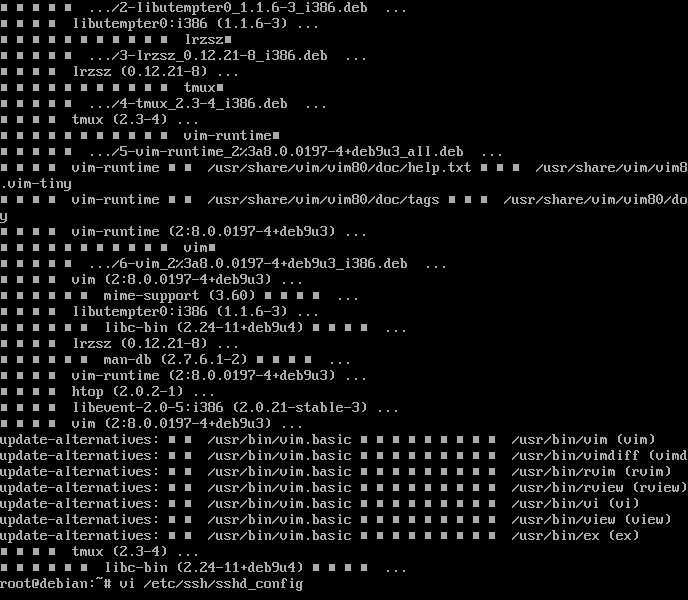 ■ ■ ■ ■ ■ .../2-libutempter0_1.1.6-3_i386.deb ...
■ ■ ■ ■ libutempter0:i386 (1.1.6-3) ...
■ ■ ■ ■ ■ ■ ■ ■ ■ ■ ■ lrzsz■
■ ■ ■ ■ ■ .../3-lrzsz_0.12.21-8_i386.deb ...
■ ■ ■ ■ lrzsz (0.12.21-8) ...
■ ■ ■ ■ ■ ■ ■ ■ ■ ■ ■ tmux■
■ ■ ■ ■ ■ .../4-tmux_2.3-4_i386.deb ...
■ ■ ■ ■ tmux (2.3-4) ...
■ ■ ■ ■ ■ ■ ■ ■ ■ ■ ■ vim-runtime■
■ ■ ■ ■ ■ .../5-vim-runtime_2%3a8.0.0197-4+deb9u3_all.deb ...
■ ■ ■ ■ vim-runtime ■ ■ /usr/share/vim/vim80/doc/help.txt ■ ■ ■ /usr/share/vim/vim8
.vim-tiny
■ ■ ■ ■ vim-runtime ■ ■ /usr/share/vim/vim80/doc/tags ■ ■ ■ /usr/share/vim/vim80/do
y
■ ■ ■ ■ vim-runtime (2:8.0.0197-4+deb9u3) ...
■ ■ ■ ■ ■ ■ ■ ■ ■ ■ ■ vim■
■ ■ ■ ■ ■ .../6-vim_2%3a8.0.0197-4+deb9u3_i386.deb ...
■ ■ ■ ■ vim (2:8.0.0197-4+deb9u3) ...
■ ■ ■ ■ ■ ■ mime-support (3.60) ■ ■ ■ ■ ...
■ ■ ■ ■ libutempter0:i386 (1.1.6-3) ...
■ ■ ■ ■ ■ ■ libc-bin (2.24-11+deb9u4) ■ ■ ■ ■ ...
■ ■ ■ ■ lrzsz (0.12.21-8) ...
■ ■ ■ ■ ■ ■ man-db (2.7.6.1-2) ■ ■ ■ ■ ...
■ ■ ■ ■ vim-runtime (2:8.0.0197-4+deb9u3) ...
■ ■ ■ ■ htop (2.0.2-1) ...
■ ■ ■ ■ libevent-2.0-5:i386 (2.0.21-stable-3) ...
■ ■ ■ ■ vim (2:8.0.0197-4+deb9u3) ...
update-alternatives: ■ ■ /usr/bin/vim.basic ■ ■ ■ ■ ■ ■ ■ ■ ■ /usr/bin/vim (vim)
update-alternatives: ■ ■ /usr/bin/vim.basic ■ ■ ■ ■ ■ ■ ■ ■ ■ /usr/bin/vimdiff (vimd
update-alternatives: ■ ■ /usr/bin/vim.basic ■ ■ ■ ■ ■ ■ ■ ■ ■ /usr/bin/rvim (rvim)
update-alternatives: ■ ■ /usr/bin/vim.basic ■ ■ ■ ■ ■ ■ ■ ■ ■ /usr/bin/rview (rview)
update-alternatives: ■ ■ /usr/bin/vim.basic ■ ■ ■ ■ ■ ■ ■ ■ ■ /usr/bin/vi (vi)
update-alternatives: ■ ■ /usr/bin/vim.basic ■ ■ ■ ■ ■ ■ ■ ■ ■ /usr/bin/view (view)
update-alternatives: ■ ■ /usr/bin/vim.basic ■ ■ ■ ■ ■ ■ ■ ■ ■ /usr/bin/ex (ex)
■ ■ ■ ■ tmux (2.3-4) ...
■ ■ ■ ■ ■ ■ libc-bin (2.24-11+deb9u4) ■ ■ ■ ■ ...
root@debian:~# vi /etc/ssh/sshd_config